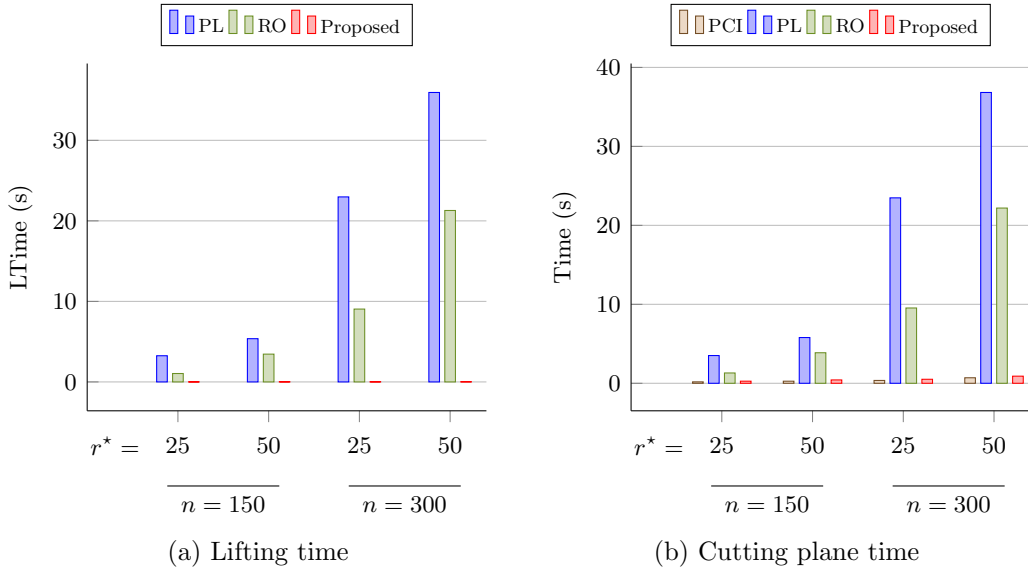 PL RO Proposed
30
20
10
0
LTime (s)
r⋆ = 25 50 25 50
n = 150 n = 300
(a) Lifting time
PCI PL RO Proposed
40
30
20
10
0
Time (s)
r⋆ = 25 50 25 50
n = 150 n = 300
(b) Cutting plane time